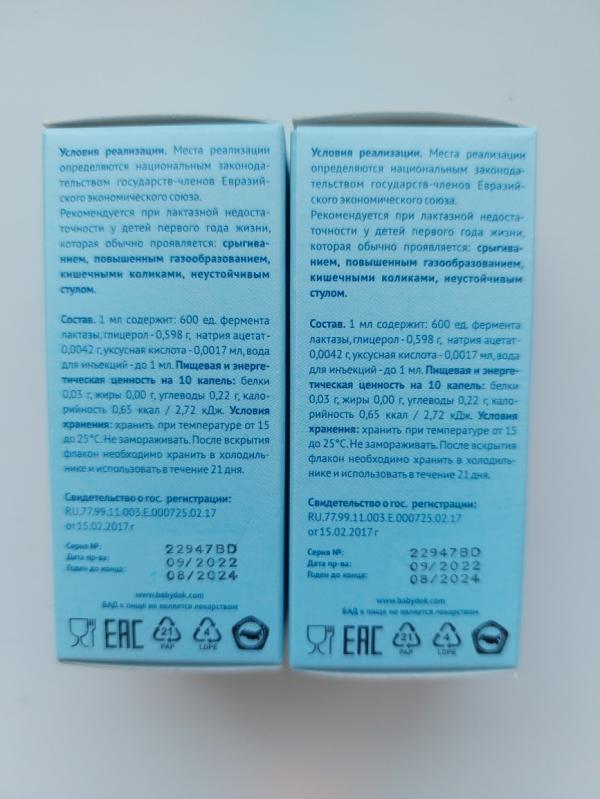 Условия реализации. Места реализации
определяются национальным законода-
тельством государств-членов Евразий-
ского экономического союза.
Рекомендуется при лактазной недоста-
точности у детей первого года жизни,
которая обычно проявляется: срыгива-
нием, повышенным газообразованием,
кишечными коликами, неустойчивым
стулом.
Состав. 1 мл содержит: 600 ед. фермента
лактазы, глицерол - 0,598 г, натрия ацетат -
0,0042 г, уксусная кислота - 0,0017 мл, вода
для инъекций - до 1 мл. Пищевая и энерге-
тическая ценность на 10 капель: белки
0,03 г, жиры 0,00 г, углеводы 0,22 г, кало-
рийность 0,65 ккал / 2,72 кДж. Условия
хранения: хранить при температуре от 15
до 25°С. Не замораживать. После вскрытия
флакон необходимо хранить в холодиль-
нике и использовать в течение 21 дня.
Свидетельство о гос. регистрации:
RU.77.99.11.003.Е.000725.02.17
от 15.02.2017 г
Серия №: 22947BD
Дата пр-ва: 09/2022
Годен до конца: 08/2024
www.babydok.com
БАД к пище не является лекарством
EAC 21 PAP 4 LDPE
Условия реализации. Места реализации
определяются национальным законода-
тельством государств-членов Евразий-
ского экономического союза.
Рекомендуется при лактазной недоста-
точности у детей первого года жизни,
которая обычно проявляется: срыгива-
нием, повышенным газообразованием,
кишечными коликами, неустойчивым
стулом.
Состав. 1 мл содержит: 600 ед. фермента
лактазы, глицерол - 0,598 г, натрия ацетат -
0,0042 г, уксусная кислота - 0,0017 мл, вода
для инъекций - до 1 мл. Пищевая и энерге-
тическая ценность на 10 капель: белки
0,03 г, жиры 0,00 г, углеводы 0,22 г, кало-
рийность 0,65 ккал / 2,72 кДж. Условия
хранения: хранить при температуре от 15
до 25°С. Не замораживать. После вскрытия
флакон необходимо хранить в холодиль-
нике и использовать в течение 21 дня.
Свидетельство о гос. регистрации:
RU.77.99.11.003.Е.000725.02.17
от 15.02.2017 г
Серия №: 22947BD
Дата пр-ва: 09/2022
Годен до конца: 08/2024
www.babydok.com
БАД к пище не является лекарством
EAC 21 PAP 4 LDPE